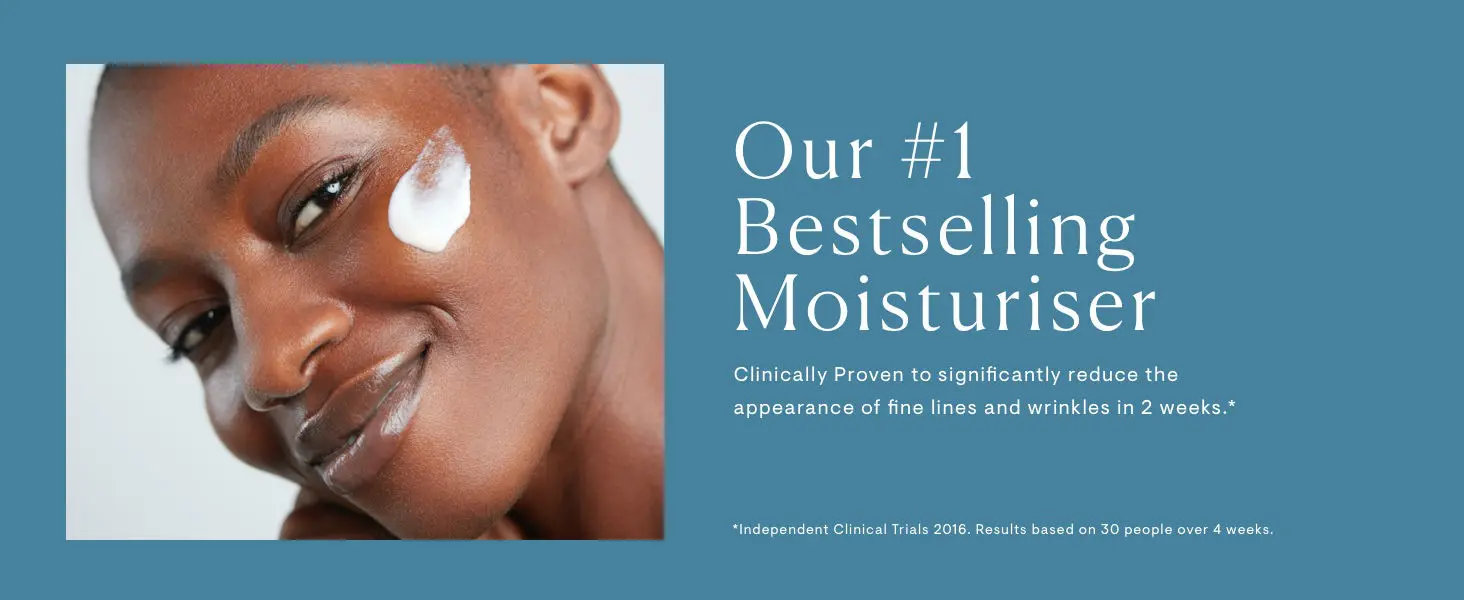 Our #1
Bestselling
Moisturiser
Clinically Proven to significantly reduce the
appearance of fine lines and wrinkles in 2 weeks.*
*Independent Clinical Trials 2016. Results based on 30 people over 4 weeks.